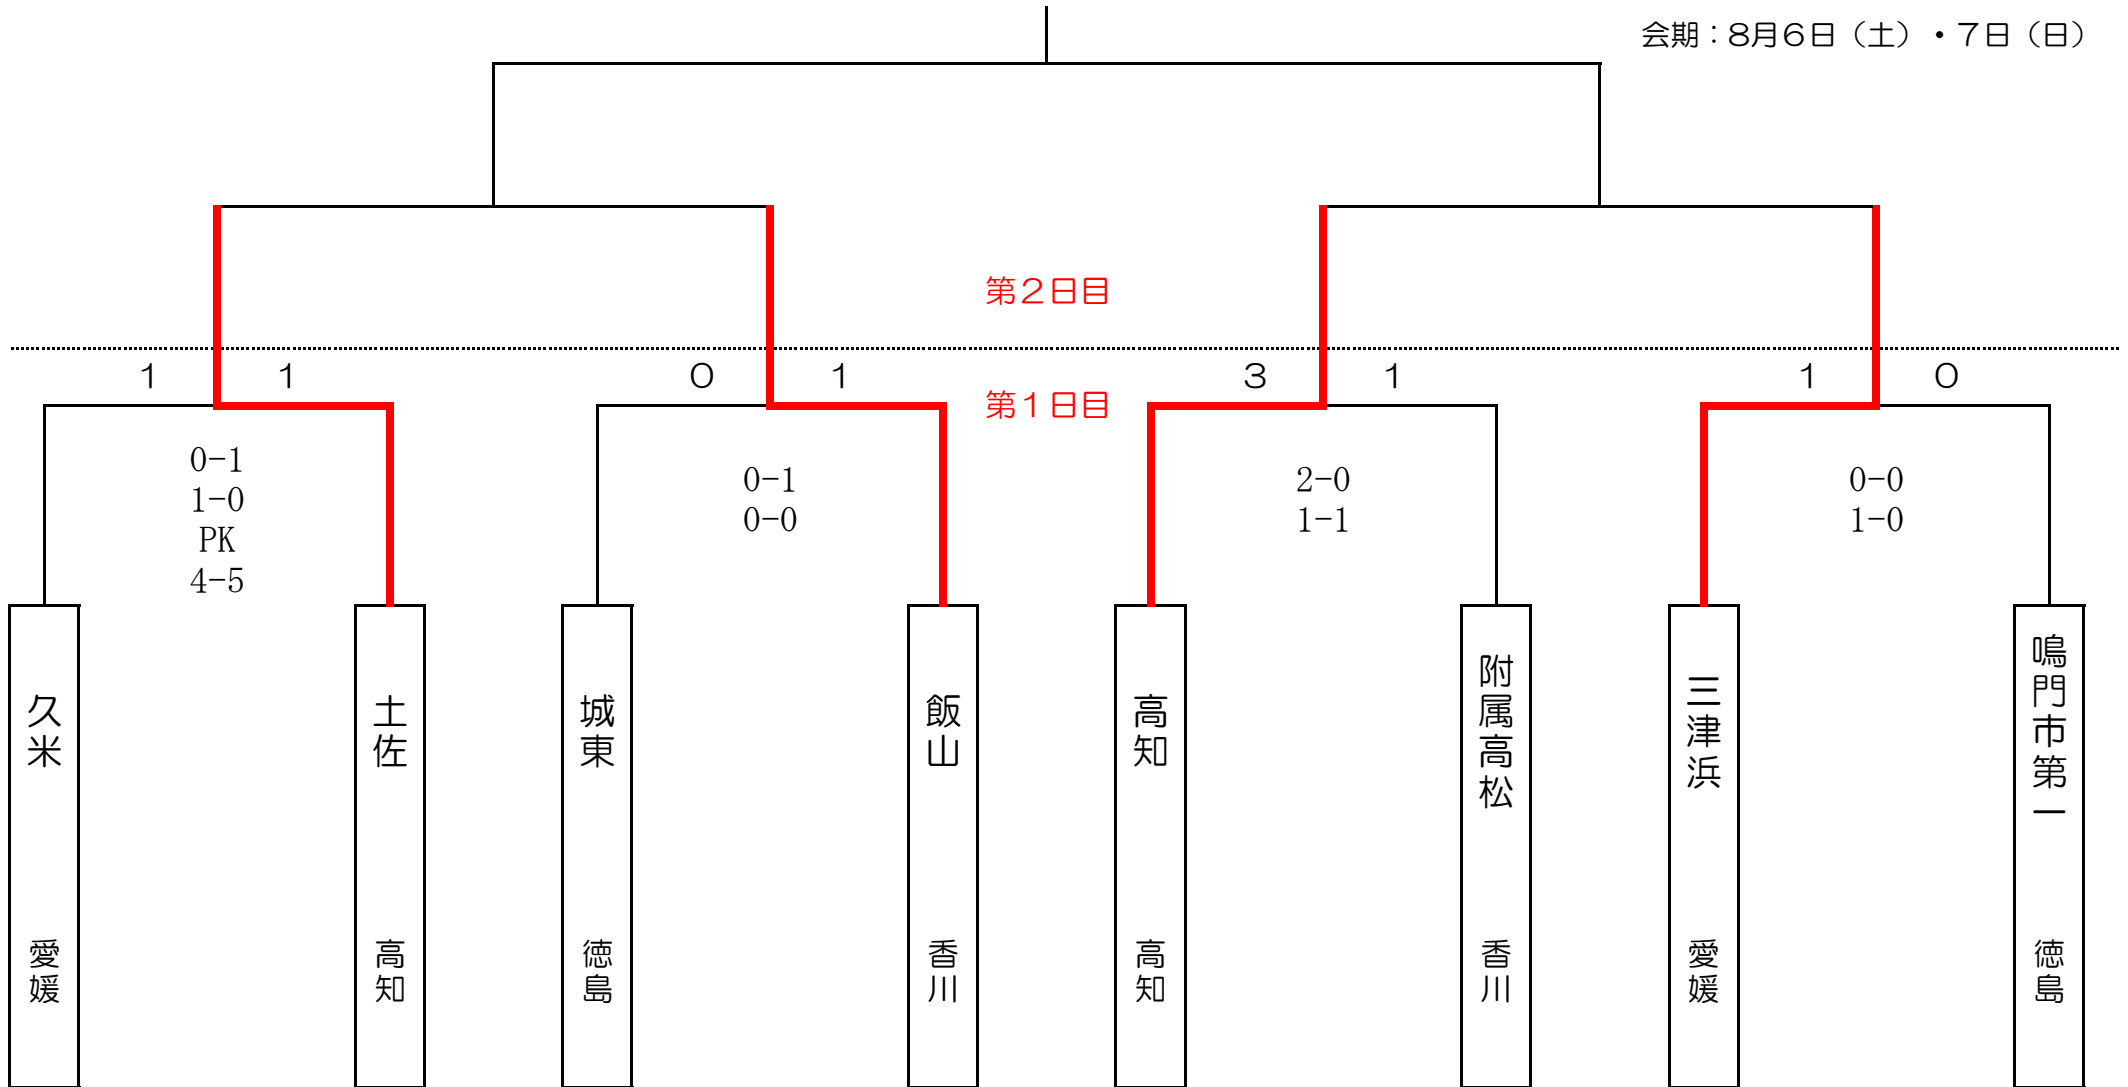 会期：8月6日（土）・7日（日）
第２日目
1 1 0 1 3 1 1 0
第１日目
0-1
1-0
PK
4-5
0-1
0-0
2-0
1-1
0-0
1-0
久米
愛媛
土佐
高知
城東
徳島
飯山
香川
高知
高知
附属高松
香川
三津浜
愛媛
鳴門市第一
徳島